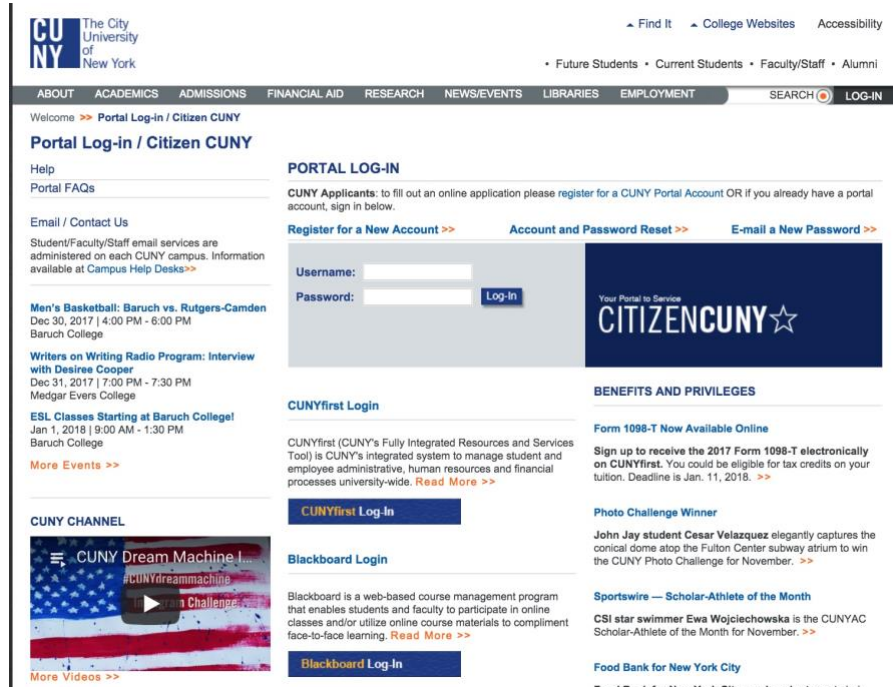 CU
NY
The City
University
of
New York
Find It College Websites Accessibility
• Future Students • Current Students • Faculty/Staff • Alumni
ABOUT ACADEMICS ADMISSIONS FINANCIAL AID RESEARCH NEWS/EVENTS LIBRARIES EMPLOYMENT SEARCH LOG-IN
Welcome >> Portal Log-in / Citizen CUNY
Portal Log-in / Citizen CUNY
Help
Portal FAQs
Email / Contact Us
Student/Faculty/Staff email services are
administered on each CUNY campus. Information
available at Campus Help Desks>>
Men's Basketball: Baruch vs. Rutgers-Camden
Dec 30, 2017 | 4:00 PM - 6:00
PM
Baruch College
Writers on Writing Radio Program: Interview
with Desiree Cooper
Dec 31, 2017 | 7:00 PM - 7:30
PM
Medgar Evers College
ESL Classes Starting at Baruch College!
Jan 1, 2018 | 9:00 AM - 1:30
PM
Baruch College
More Events >>
CUNY CHANNEL
CUNY Dream Machine I...
#CUNYdreammachine
Challenge
More Videos >>
PORTAL LOG-IN
CUNY Applicants: to fill out an online application please register for a CUNY Portal Account OR if you already have a portal
account, sign in below.
Register for a New Account >> Account and Password Reset >> E-mail a New Password >>
Username:
Password: Log-In
Your Portal to Service
CITIZENCUNY
CUNYfirst Login
CUNYfirst (CUNY's Fully Integrated Resources and Services
Tool) is CUNY's integrated system to manage student and
employee administrative, human resources and financial
processes university-wide. Read More >>
CUNYfirst Log-In
Blackboard Login
Blackboard is a web-based course management program
that enables students and faculty to participate in online
classes and/or utilize online course materials to compliment
face-to-face learning. Read More >>
Blackboard Log-In
BENEFITS AND PRIVILEGES
Form 1098-T Now Available Online
Sign up to receive the 2017 Form 1098-T electronically
on CUNYfirst. You could be eligible for tax credits on your
tuition. Deadline is Jan. 11, 2018. >>
Photo Challenge Winner
John Jay student Cesar Velazquez elegantly captures the
conical dome atop the Fulton Center subway atrium to win
the CUNY Photo Challenge for November. >>
Sportswire — Scholar-Athlete of the Month
CSI star swimmer Ewa Wojciechowska is the CUNYAC
Scholar-Athlete of the Month for November. >>
Food Bank for New York City